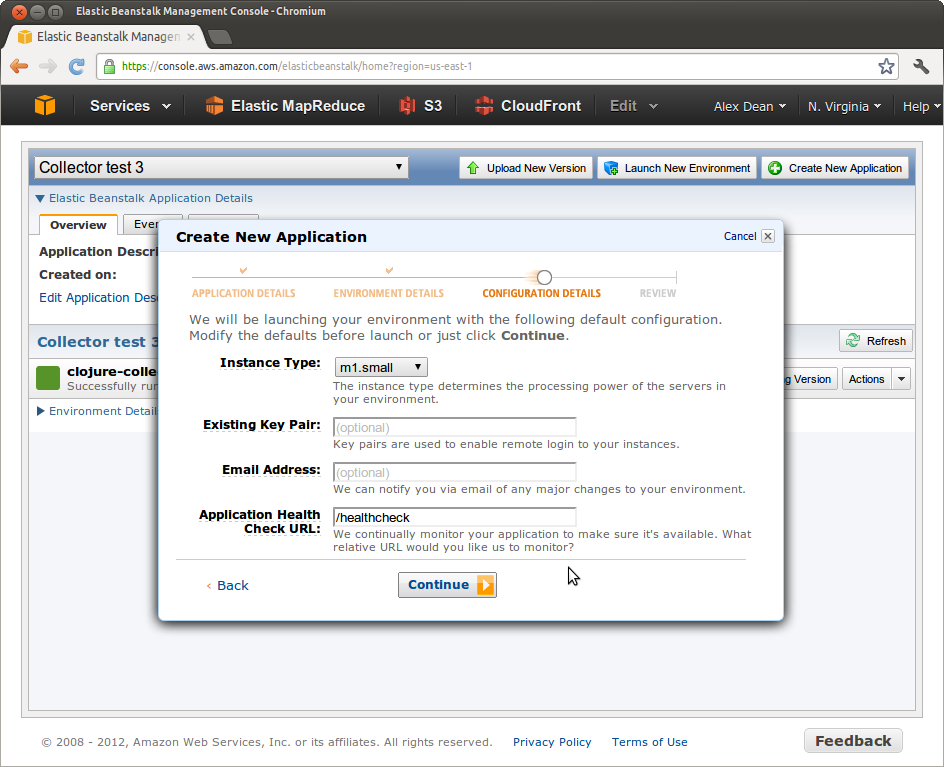 Elastic Beanstalk Management Console - Chromium
Elastic Beanstalk Managem
https://console.aws.amazon.com/elasticbeanstalk/home?region=us-east-1
Services Elastic MapReduce S3 CloudFront Edit Alex Dean N. Virginia Help
Collector test 3 Upload New Version Launch New Environment Create New Application
Elastic Beanstalk Application Details
Overview Even
Application Descri
Created on:
Edit Application Desc
Collector test 3 Refresh
clojure-colle
Successfully run g Version Actions
Environment Detail
Create New Application Cancel
APPLICATION DETAILS ENVIRONMENT DETAILS CONFIGURATION DETAILS REVIEW
We will be launching your environment with the following default configuration.
Modify the defaults before launch or just click Continue.
Instance Type: m1.small
The instance type determines the processing power of the servers in
your environment.
Existing Key Pair: (optional)
Key pairs are used to enable remote login to your instances.
Email Address: (optional)
We can notify you via email of any major changes to your environment.
Application Health
Check URL: /healthcheck
We continually monitor your application to make sure it's available. What
relative URL would you like us to monitor?
‹ Back Continue
© 2008 - 2012, Amazon Web Services, Inc. or its affiliates. All rights reserved. Privacy Policy Terms of Use Feedback